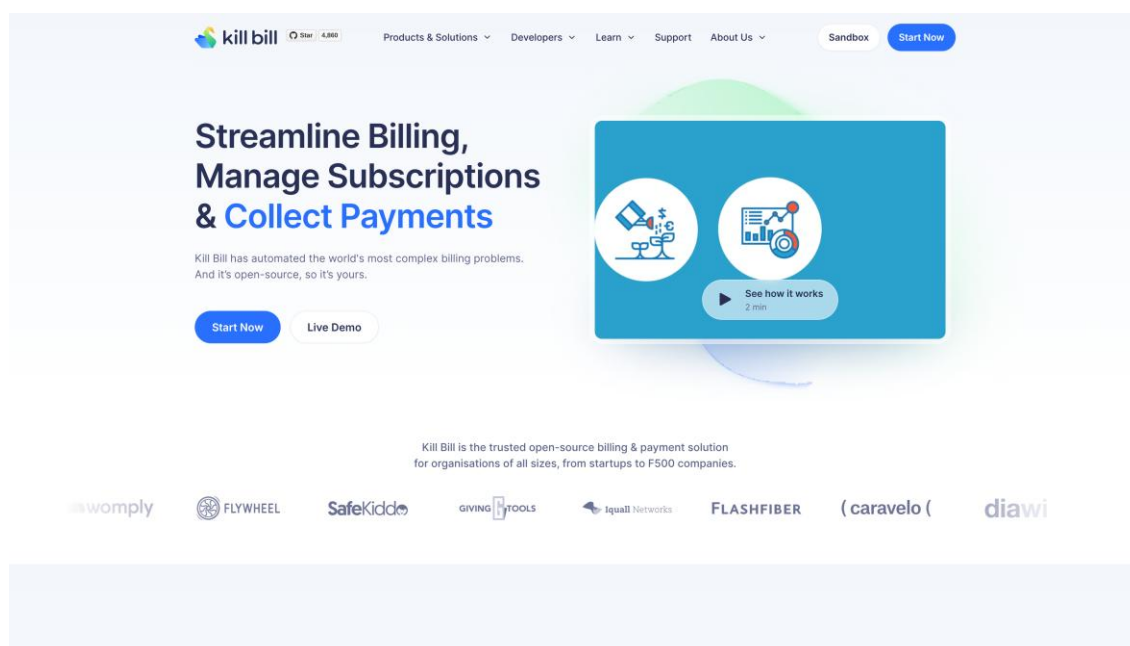 kill bill
Star 4,860
Products & Solutions
Developers
Learn
Support
About Us
Sandbox
Start Now
Streamline Billing,
Manage Subscriptions
& Collect Payments
Kill Bill has automated the world's most complex billing problems.
And it's open-source, so it's yours.
Start Now
Live Demo
$
€
See how it works
2 min
Kill Bill is the trusted open-source billing & payment solution
for organisations of all sizes, from startups to F500 companies.
womply
FLYWHEEL
SafeKiddo
GIVING TOOLS
Iquall Networks
FLASHFIBER
(caravelo (
diawi